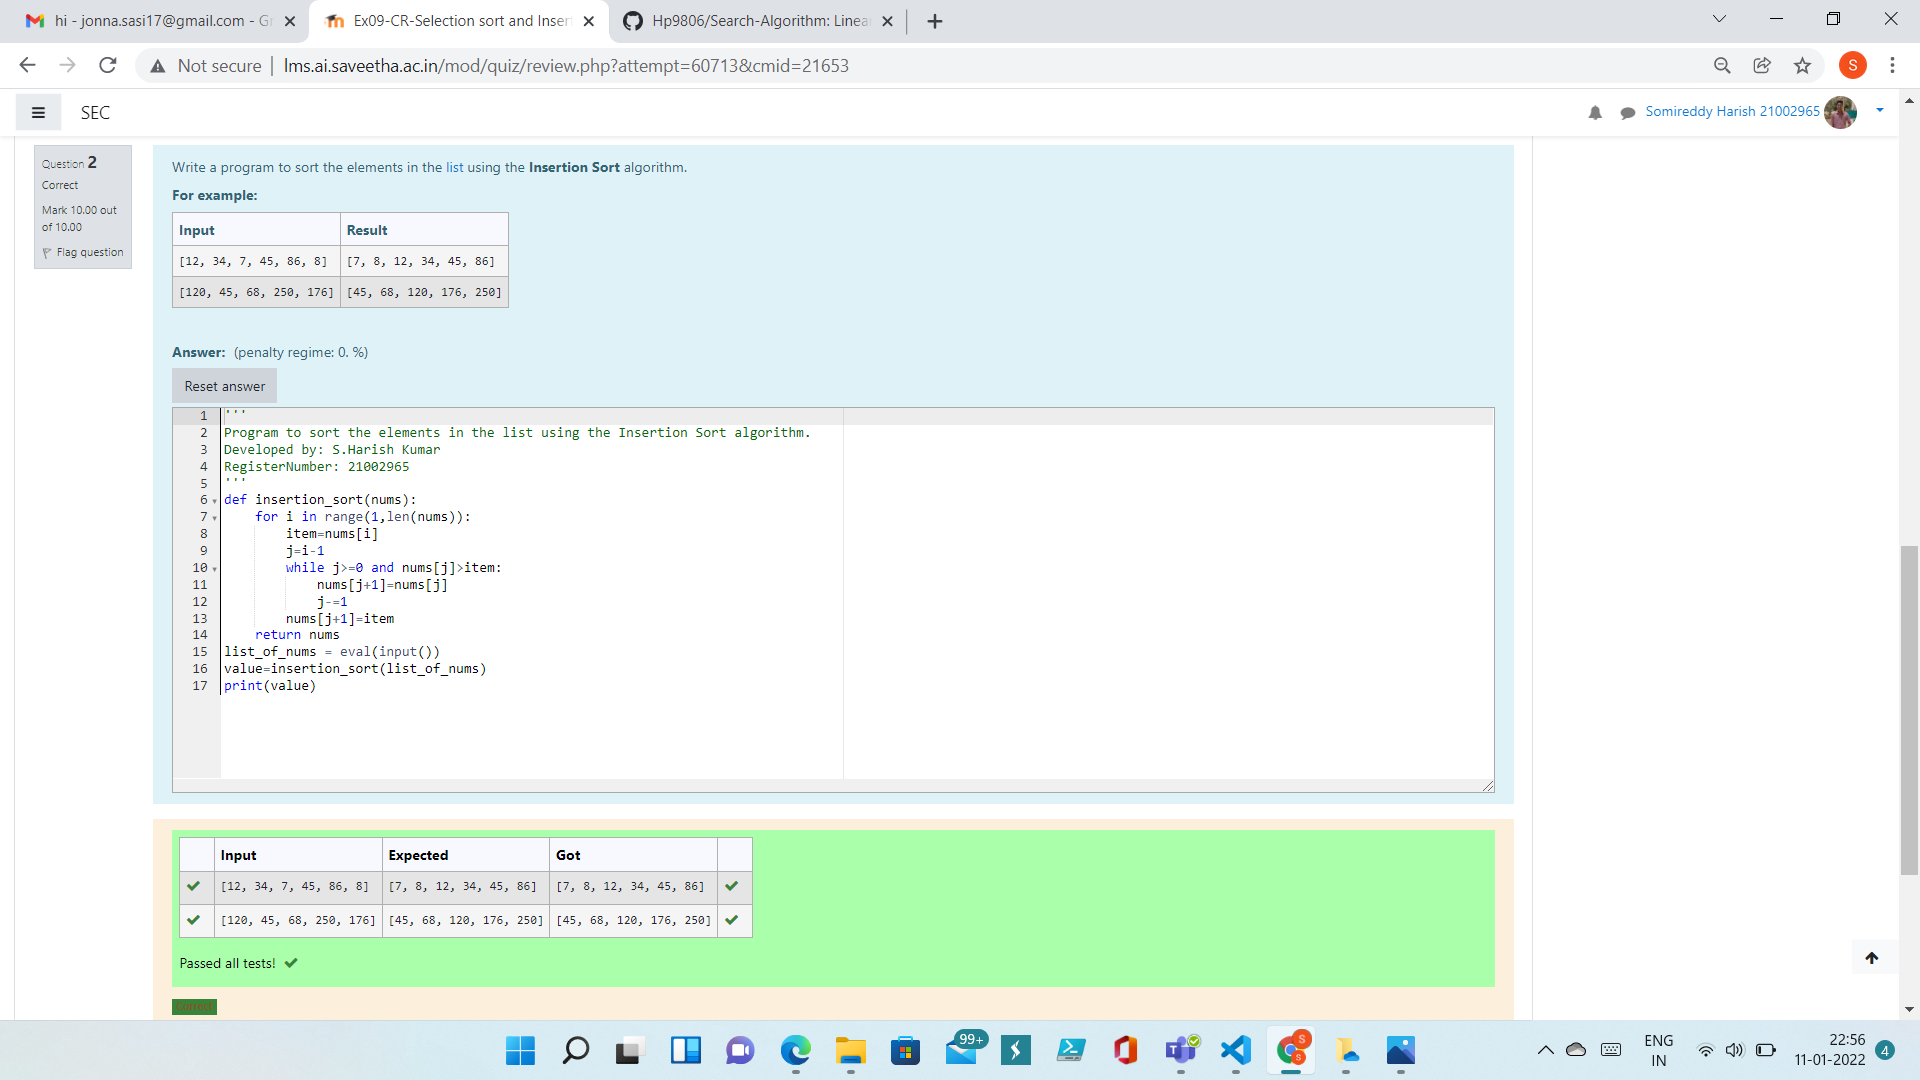 hi - jonna.sasi17@gmail.com - Gr
Ex09-CR-Selection sort and Inser
Hp9806/Search-Algorithm: Linea
Not secure | lms.ai.saveetha.ac.in/mod/quiz/review.php?attempt=60713&cmid=21653
S
SEC
Somireddy Harish 21002965
Question 2
Correct
Mark 10.00 out
of 10.00
Flag question
Write a program to sort the elements in the list using the Insertion Sort algorithm.
For example:
Input Result
[12, 34, 7, 45, 86, 8] [7, 8, 12, 34, 45, 86]
[120, 45, 68, 250, 176] [45, 68, 120, 176, 250]
Answer: (penalty regime: 0. %)
Reset answer
1 '''
2 Program to sort the elements in the list using the Insertion Sort algorithm.
3 Developed by: S.Harish Kumar
4 RegisterNumber: 21002965
5 '''
6 def insertion_sort(nums):
7 for i in range(1,len(nums)):
8 item=nums[i]
9 j=i-1
10 while j>=0 and nums[j]>item:
11 nums[j+1]=nums[j]
12 j-=1
13 nums[j+1]=item
14 return nums
15 list_of_nums = eval(input())
16 value=insertion_sort(list_of_nums)
17 print(value)
Input Expected Got
[12, 34, 7, 45, 86, 8] [7, 8, 12, 34, 45, 86] [7, 8, 12, 34, 45, 86]
[120, 45, 68, 250, 176] [45, 68, 120, 176, 250] [45, 68, 120, 176, 250]
Passed all tests!
99+
S
S
ENG
IN
22:56
11-01-2022
4